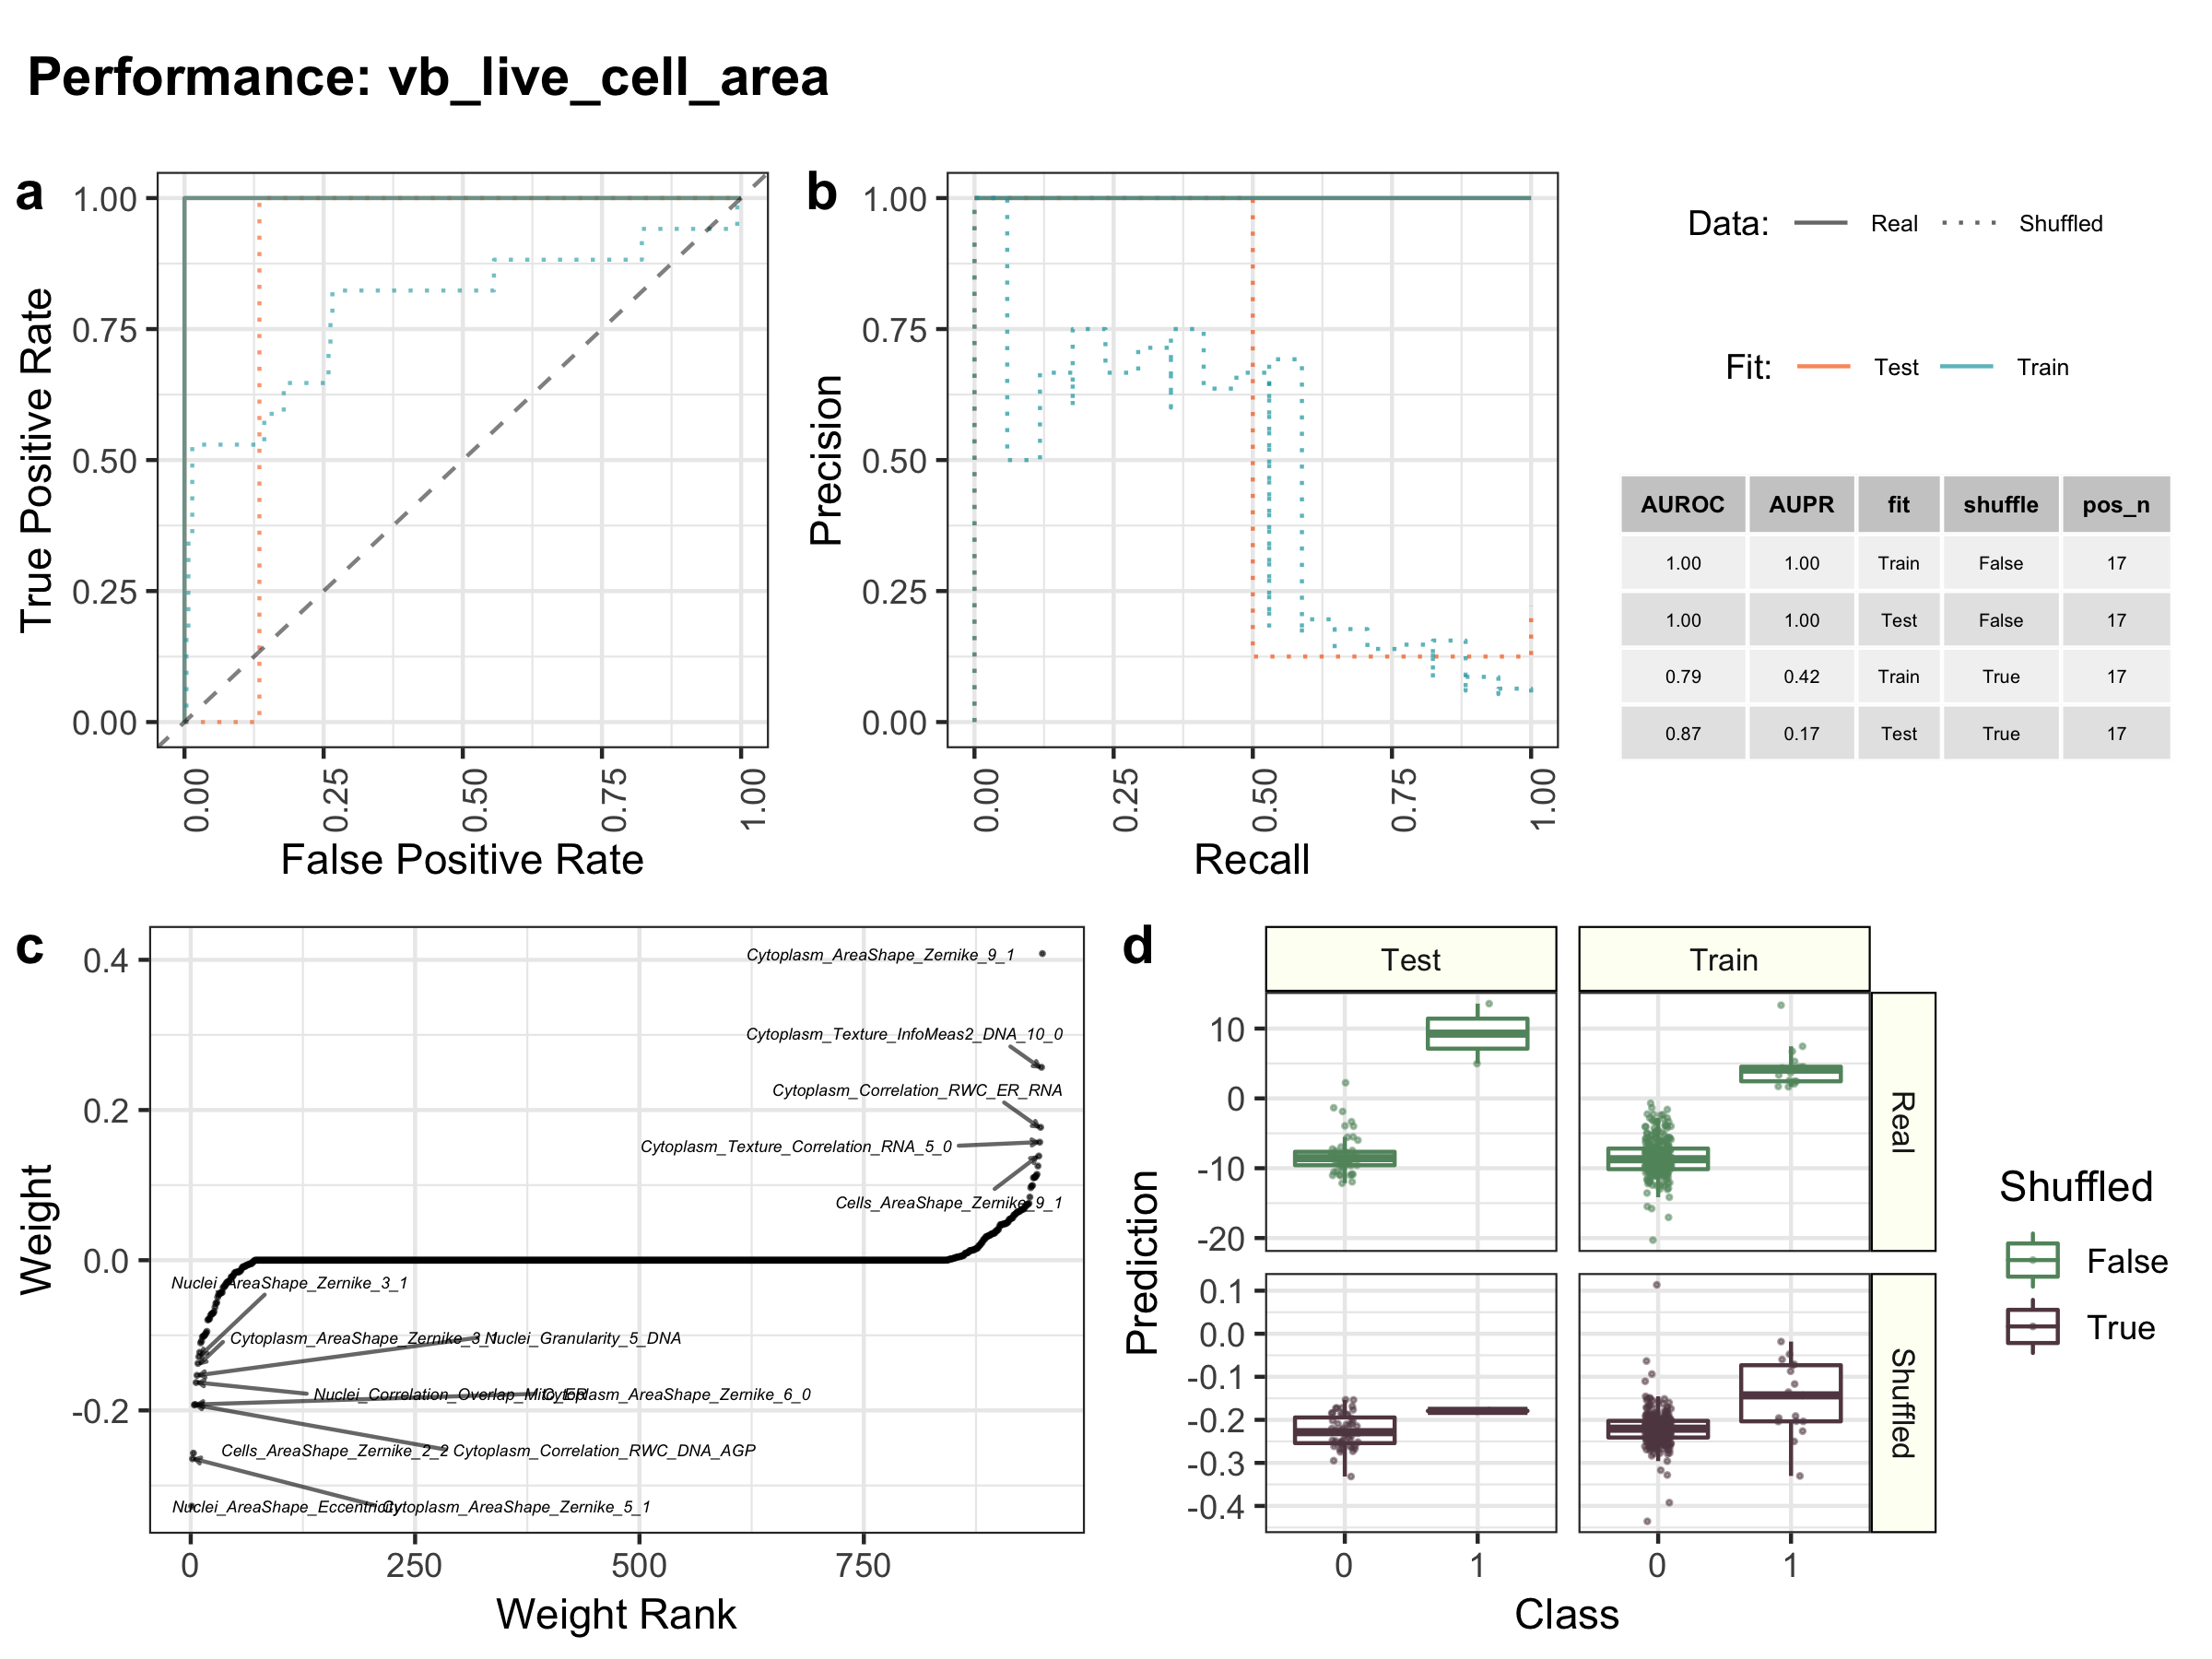 Performance: vb_live_cell_area
a
1.00
0.75
0.50
0.25
0.00
True Positive Rate
0.00 0.25 0.50 0.75 1.00
False Positive Rate
b
1.00
0.75
0.50
0.25
0.00
Precision
0.00 0.25 0.50 0.75 1.00
Recall
Data: Real Shuffled
Fit: Test Train
AUROC AUPR fit shuffle pos_n
1.00 1.00 Train False 17
1.00 1.00 Test False 17
0.79 0.42 Train True 17
0.87 0.17 Test True 17
c
0.4
0.2
0.0
-0.2
Weight
Cytoplasm_AreaShape_Zernike_9_1
Cytoplasm_Texture_InfoMeas2_DNA_10_0
Cytoplasm_Correlation_RWC_ER_RNA
Cytoplasm_Texture_Correlation_RNA_5_0
Cells_AreaShape_Zernike_9_1
Nuclei_AreaShape_Zernike_3_1
Cytoplasm_AreaShape_Zernike_3_1
Nuclei_Granularity_5_DNA
Nuclei_Correlation_Overlap_Mito_ER
Cytoplasm_AreaShape_Zernike_6_0
Cells_AreaShape_Zernike_2_2
Cytoplasm_Correlation_RWC_DNA_AGP
Nuclei_AreaShape_Eccentricity
Cytoplasm_AreaShape_Zernike_5_1
0 250 500 750
Weight Rank
d
Test Train
10
0
-10
-20
Real
0.1
0.0
-0.1
-0.2
-0.3
-0.4
Shuffled
Prediction
0 1 0 1
Class
Shuffled
False
True